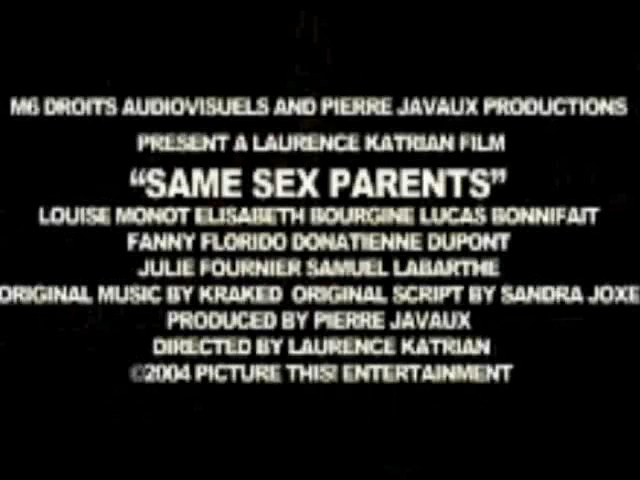 M6 DROITS AUDIOVISUELS AND PIERRE JAVAUX PRODUCTIONS
PRESENT A LAURENCE KATRIAN FILM
“SAME SEX PARENTS”
LOUISE MONOT ELISABETH BOURGINE LUCAS BONNIFAIT
FANNY FLORIDO DONATIENNE DUPONT
JULIE FOURNIER SAMUEL LABARTHE
ORIGINAL MUSIC BY KRAKED ORIGINAL SCRIPT BY SANDRA JOXE
PRODUCED BY PIERRE JAVAUX
DIRECTED BY LAURENCE KATRIAN
©2004 PICTURE THIS! ENTERTAINMENT